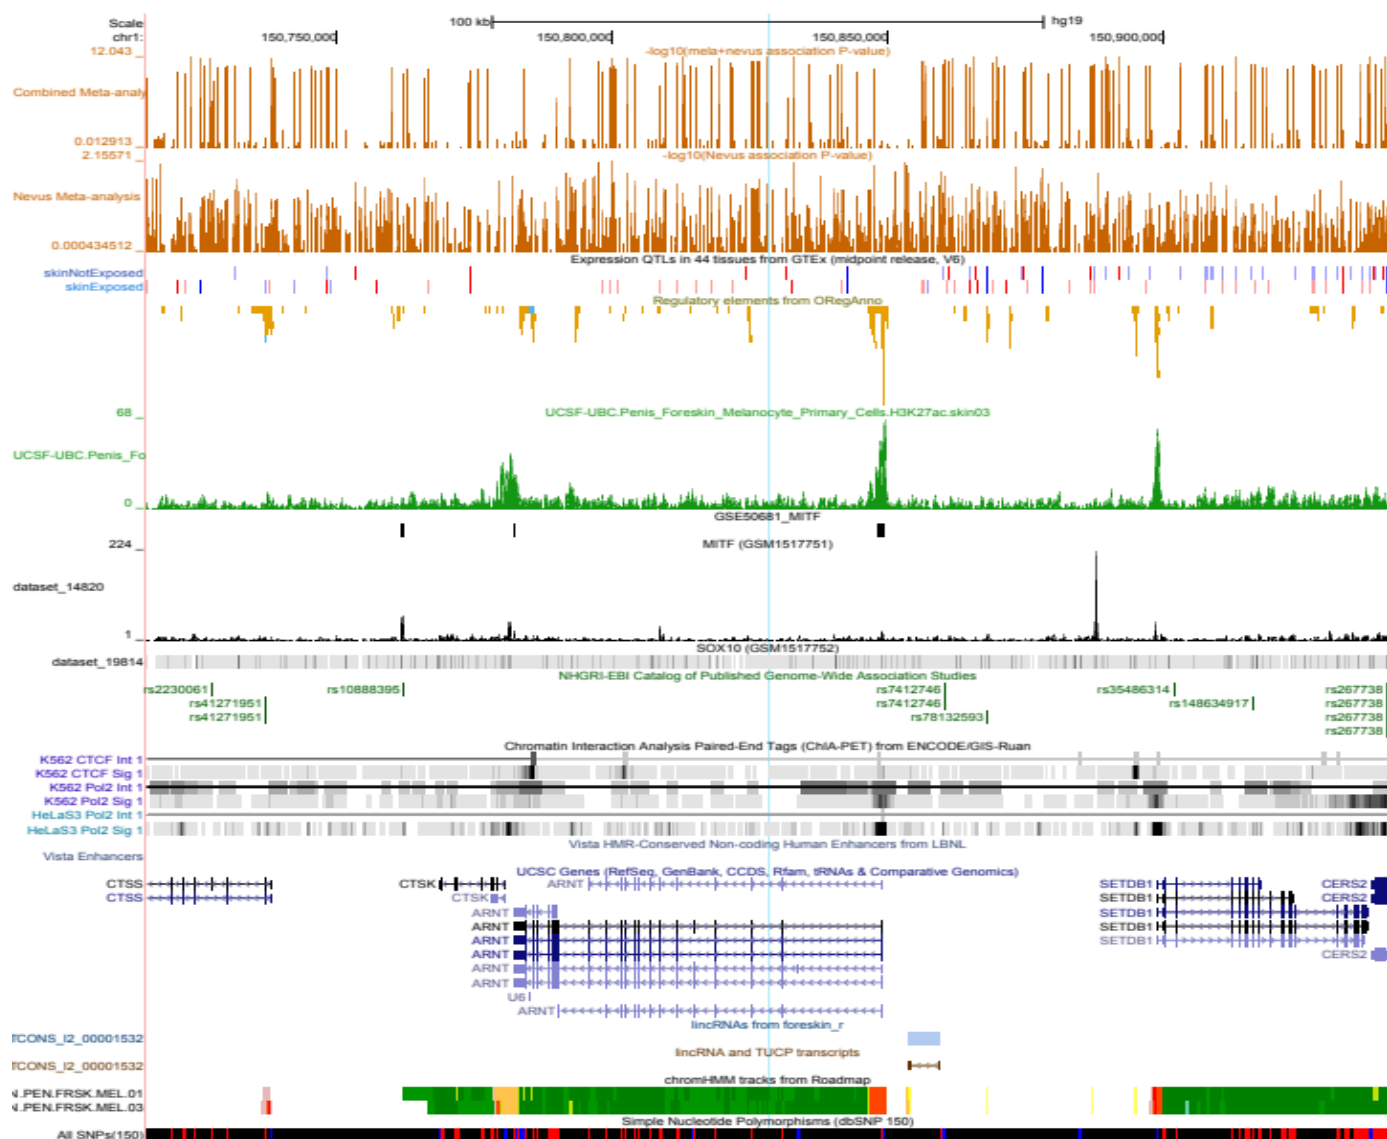 Scale 100 kb hg19
chr1: 150,750,000 150,800,000 150,850,000 150,900,000
12.043 -log10(mela+nevus association P-value)
Combined Meta-analy
0.012913
2.15571 -log10(Nevus association P-value)
Nevus Meta-analysis
0.000434512
Expression QTLs in 44 tissues from GTEx (midpoint release, V6)
skinNotExposed
skinExposed
Regulatory elements from ORegAnno
68 UCSF-UBC.Penis_Foreskin_Melanocyte_Primary_Cells.H3K27ac.skin03
UCSF-UBC.Penis_Fo
0
GSE50681_MITF
224 MITF (GSM1517751)
dataset_14820
1
SOX10 (GSM1517752)
dataset_19814
NHGRI-EBI Catalog of Published Genome-Wide Association Studies
rs2230061 rs10888395 rs7412746 rs35486314 rs267738
rs41271951 rs7412746 rs148634917 rs267738
rs41271951 rs78132593 rs267738
rs267738
Chromatin Interaction Analysis Paired-End Tags (ChIA-PET) from ENCODE/GIS-Ruan
K562 CTCF Int 1
K562 CTCF Sig 1
K562 Pol2 Int 1
K562 Pol2 Sig 1
HeLaS3 Pol2 Int 1
HeLaS3 Pol2 Sig 1
Vista HMR-Conserved Non-coding Human Enhancers from LBNL
Vista Enhancers
UCSC Genes (RefSeq, GenBank, CCDS, Rfam, tRNAs & Comparative Genomics)
CTSS CTSK ARNT SETDB1 CERS2
CTSS CTSK SETDB1 CERS2
ARNT SETDB1
ARNT SETDB1
ARNT SETDB1
ARNT CERS2
ARNT
ARNT
U6
ARNT
lincRNAs from foreskin_r
TCONS_l2_00001532
lincRNA and TUCP transcripts
TCONS_l2_00001532
chromHMM tracks from Roadmap
N.PEN.FRSK.MEL.01
N.PEN.FRSK.MEL.03
Simple Nucleotide Polymorphisms (dbSNP 150)
All SNPs(150)